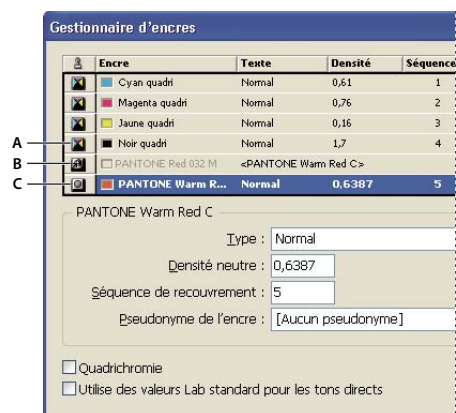 Gestionnaire d'encres
Encre Texte Densité Séquence
Cyan quadri Normal 0,61 1
Magenta quadri Normal 0,76 2
Jaune quadri Normal 0,16 3
A Noir quadri Normal 1,7 4
B PANTONE Red 032 M <PANTONE Warm Red C>
C PANTONE Warm R... Normal 0,6387 5
PANTONE Warm Red C
Type : Normal
Densité neutre : 0,6387
Séquence de recouvrement : 5
Pseudonyme de l'encre : [Aucun pseudonyme]
Quadrichromie
Utilise des valeurs Lab standard pour les tons directs